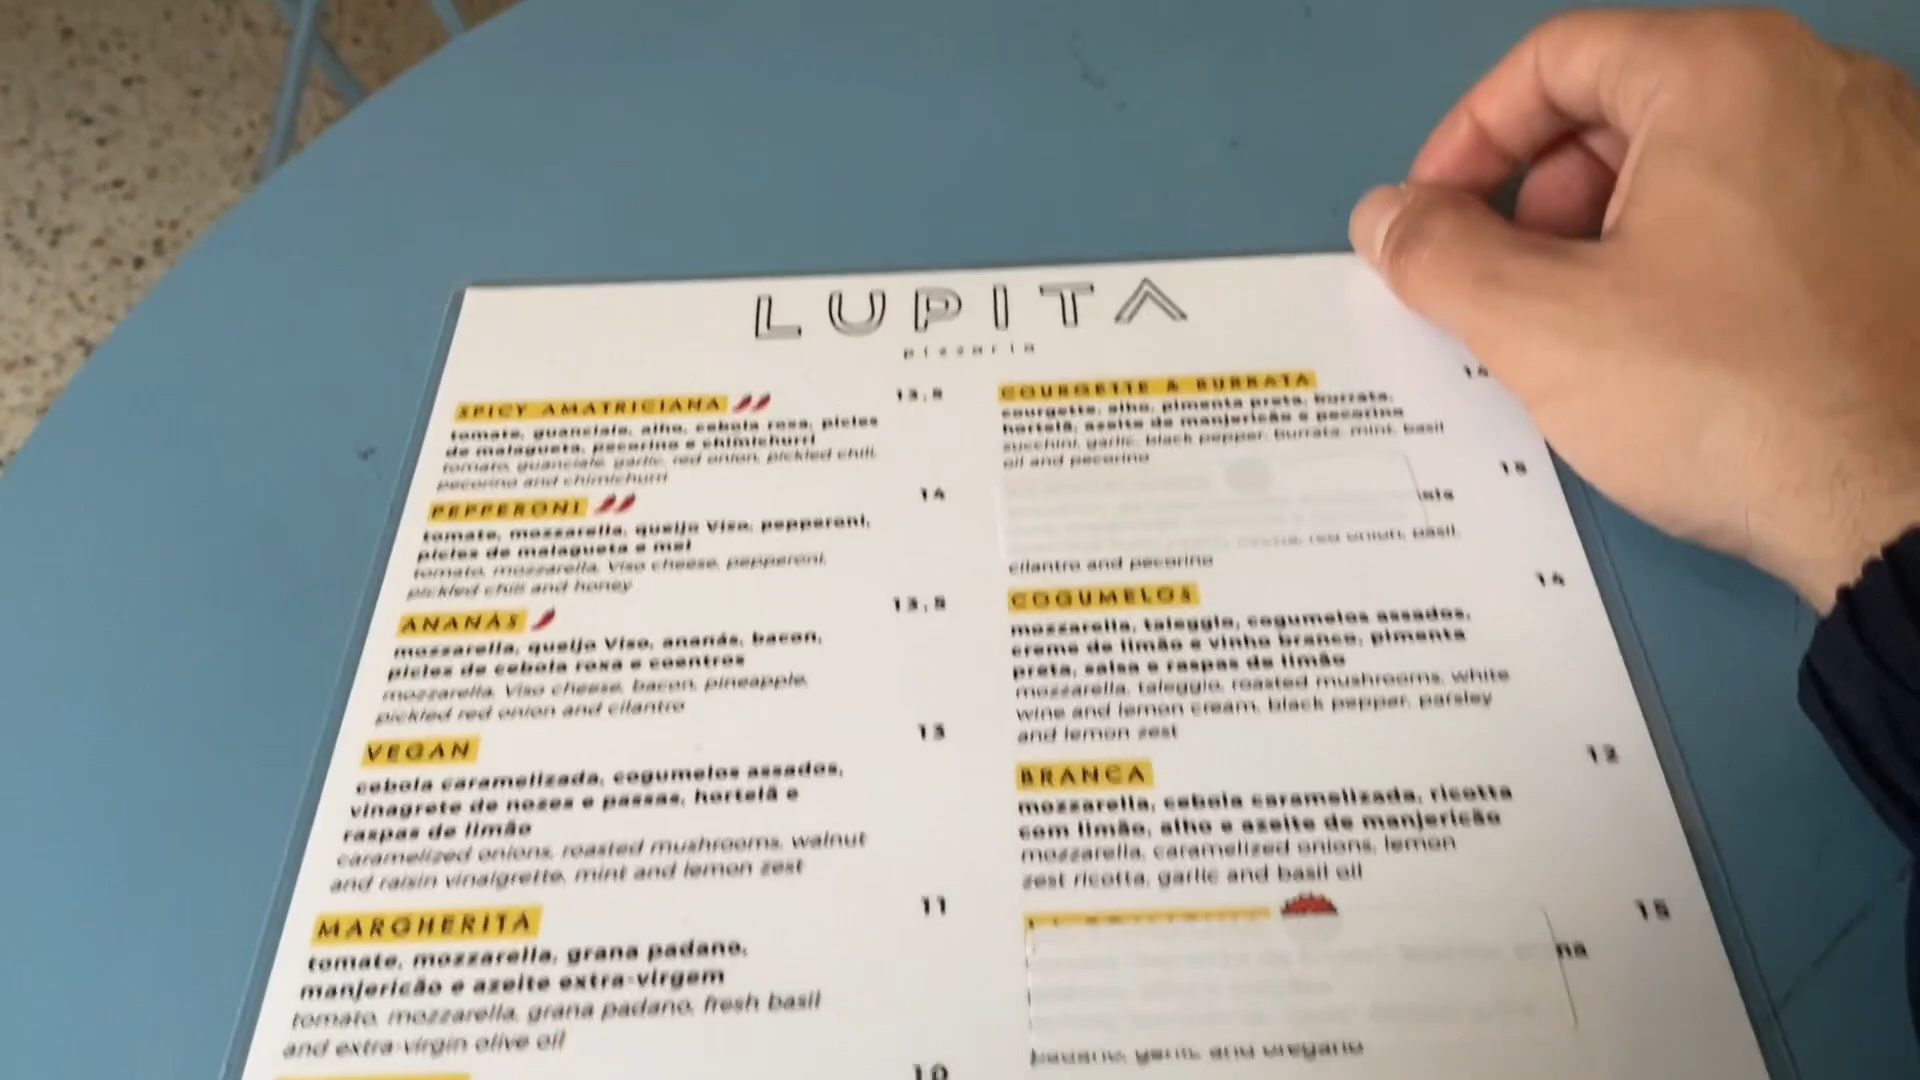 LUPITA
pizzaria
SPICY AMATRICIANA
13,5
tomate, guanciale, alho, cebola roxa, picles
de malagueta, pecorino e chimichurri
tomato, guanciale, garlic, red onion, pickled chili,
pecorino and chimichurri
PEPPERONI
14
tomate, mozzarella, queijo Viso, pepperoni,
picles de malagueta e mel
tomato, mozzarella, Viso cheese, pepperoni,
pickled chili and honey
ANANÁS
13,5
mozzarella, queijo Viso, ananás, bacon,
picles de cebola roxa e coentros
mozzarella, Viso cheese, bacon, pineapple,
pickled red onion and cilantro
VEGAN
13
cebola caramelizada, cogumelos assados,
vinagrete de nozes e passas, hortelã e
raspas de limão
caramelized onions, roasted mushrooms, walnut
and raisin vinaigrette, mint and lemon zest
MARGHERITA
11
tomate, mozzarella, grana padano,
manjericão e azeite extra-virgem
tomato, mozzarella, grana padano, fresh basil
and extra-virgin olive oil
10
COURGETTE & BURRATA
14
courgette, alho, pimenta preta, burrata,
hortelã, azeite de manjericão e pecorino
zucchini, garlic, black pepper, burrata, mint, basil
oil and pecorino
15
red onion, basil,
cilantro and pecorino
COGUMELOS
14
mozzarella, taleggio, cogumelos assados,
creme de limão e vinho branco, pimenta
preta, salsa e raspas de limão
mozzarella, taleggio, roasted mushrooms, white
wine and lemon cream, black pepper, parsley
and lemon zest
BRANCA
12
mozzarella, cebola caramelizada, ricotta
com limão, alho e azeite de manjericão
mozzarella, caramelized onions, lemon
zest ricotta, garlic and basil oil
15
padano, garlic and oregano